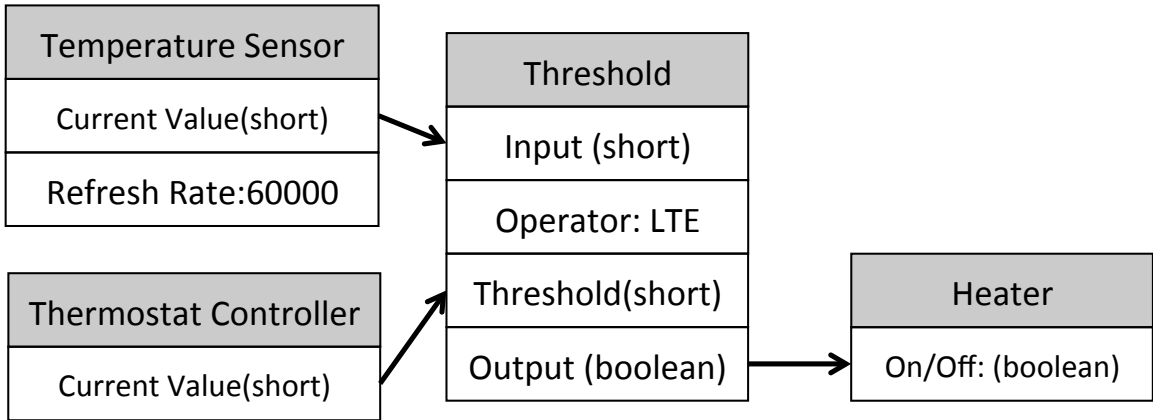 Temperature Sensor
Current Value(short)
Refresh Rate:60000
Thermostat Controller
Current Value(short)
Threshold
Input (short)
Operator: LTE
Threshold(short)
Output (boolean)
Heater
On/Off: (boolean)